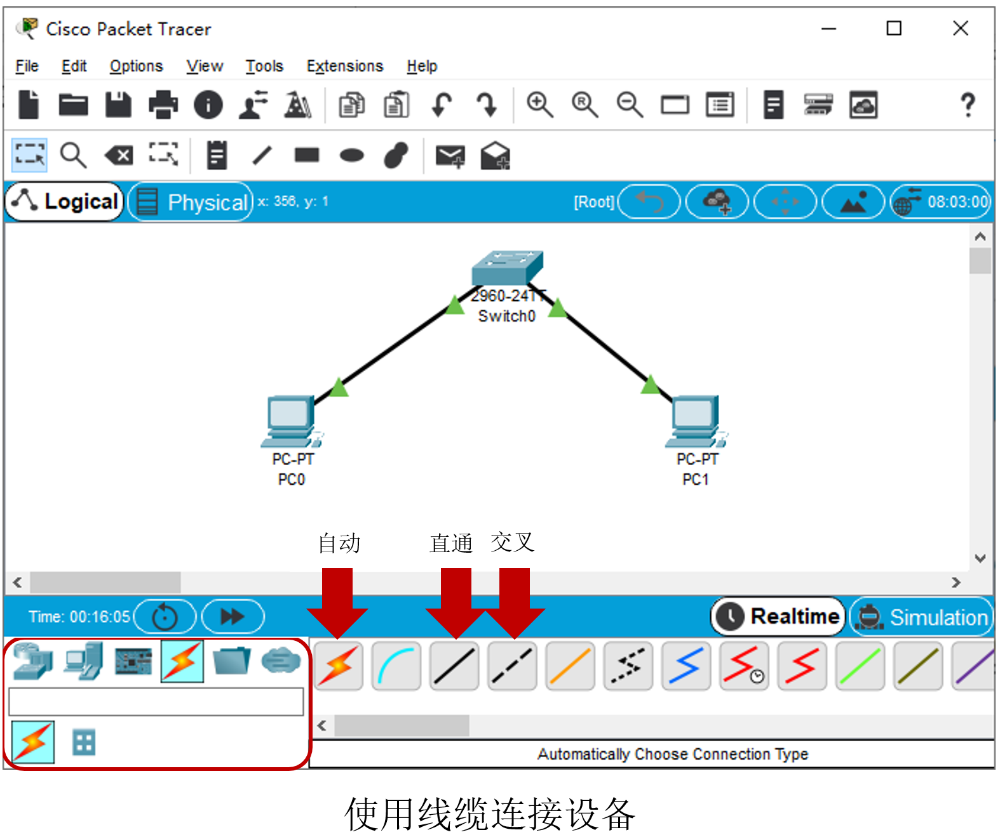 Cisco Packet Tracer
File Edit Options View Tools Extensions Help
Logical Physical x: 356, y: 1 [Root] 08:03:00
2960-24TT
Switch0
PC-PT
PC0
PC-PT
PC1
自动 直通 交叉
Time: 00:16:05 Realtime Simulation
Automatically Choose Connection Type
使用线缆连接设备